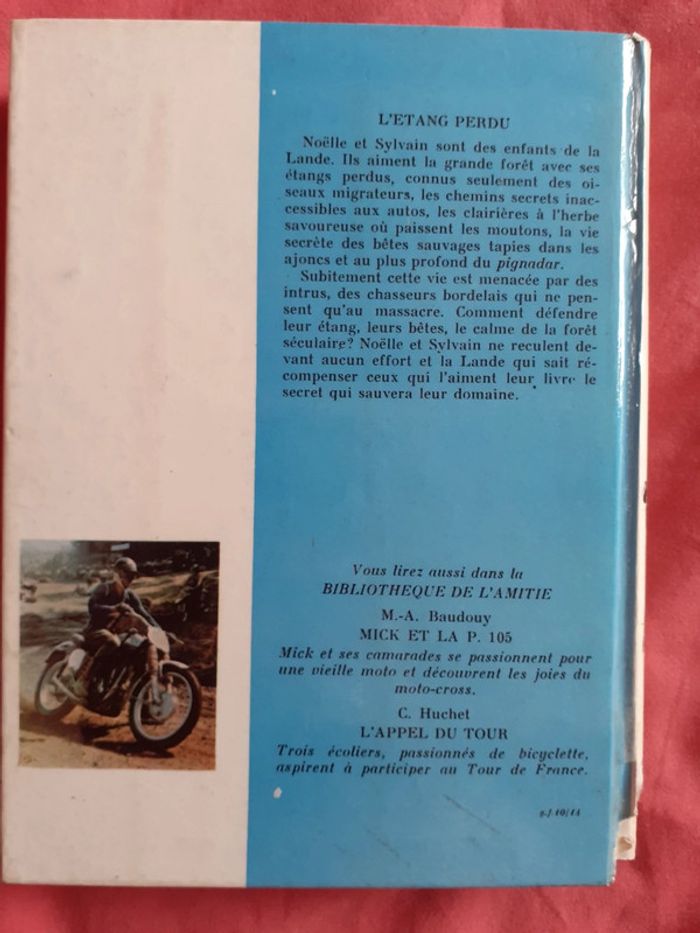 L'ETANG PERDU
Noëlle et Sylvain sont des enfants de la
Lande. Ils aiment la grande forêt avec ses
étangs perdus, connus seulement des oi-
seaux migrateurs, les chemins secrets inac-
cessibles aux autos, les clairières à l'herbe
savoureuse où paissent les moutons, la vie
secrète des bêtes sauvages tapies dans les
ajoncs et au plus profond du pignadar.
Subitement cette vie est menacée par des
intrus, des chasseurs bordelais qui ne pen-
sent qu'au massacre. Comment défendre
leur étang, leurs bêtes, le calme de la forêt
séculaire? Noëlle et Sylvain ne reculent de-
vant aucun effort et la Lande qui sait ré-
compenser ceux qui l'aiment leur livre le
secret qui sauvera leur domaine.
Vous lirez aussi dans la
BIBLIOTHEQUE DE L'AMITIE
M.-A. Baudouy
MICK ET LA P. 105
Mick et ses camarades se passionnent pour
une vieille moto et découvrent les joies du
moto-cross.
C. Huchet
L'APPEL DU TOUR
Trois écoliers, passionnés de bicyclette,
aspirent à participer au Tour de France.